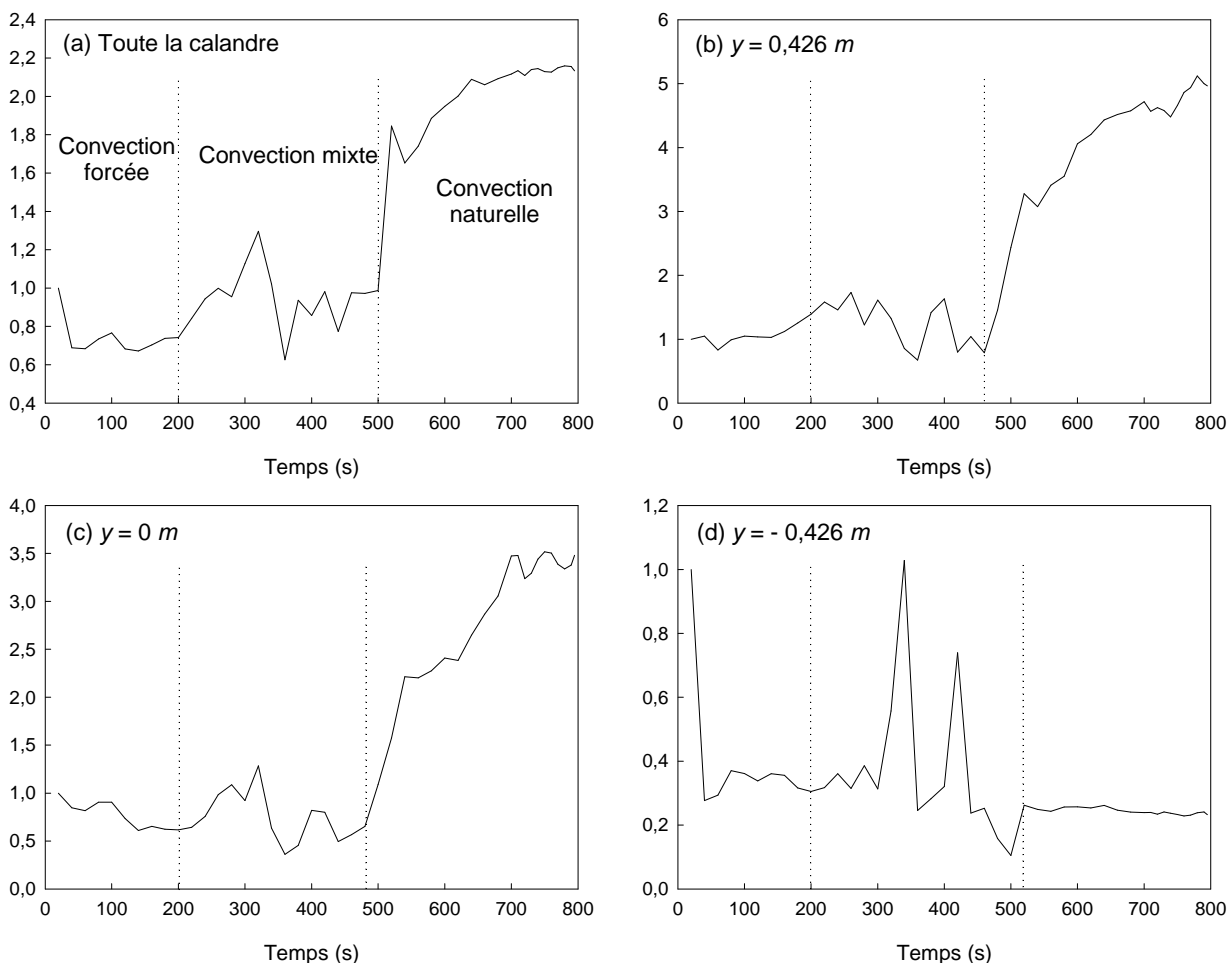 (a) Toute la calandre
2,4
2,2
2,0
1,8
1,6
1,4
1,2
1,0
0,8
0,6
0,4
Convection
forcée
Convection mixte
Convection
naturelle
0 100 200 300 400 500 600 700 800
Temps (s)
(b) y = 0,426 m
6
5
4
3
2
1
0
0 100 200 300 400 500 600 700 800
Temps (s)
(c) y = 0 m
4,0
3,5
3,0
2,5
2,0
1,5
1,0
0,5
0,0
0 100 200 300 400 500 600 700 800
Temps (s)
(d) y = - 0,426 m
1,2
1,0
0,8
0,6
0,4
0,2
0,0
0 100 200 300 400 500 600 700 800
Temps (s)